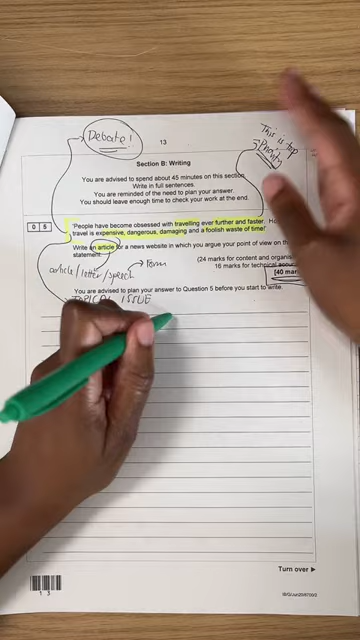 Debate!
13
This is top
Priority
Section B: Writing
You are advised to spend about 45 minutes on this section.
Write in full sentences.
You are reminded of the need to plan your answer.
You should leave enough time to check your work at the end.
0 5
'People have become obsessed with travelling ever further and faster.
travel is expensive, dangerous, damaging and a foolish waste of time!'
Write an article for a news website in which you argue your point of view on this
statement.
(24 marks for content and organis
16 marks for technical
[40 mar
article/letter/speech → form
You are advised to plan your answer to Question 5 before you start to write.
TOPICAL ISSUE
Turn over ►
1 3